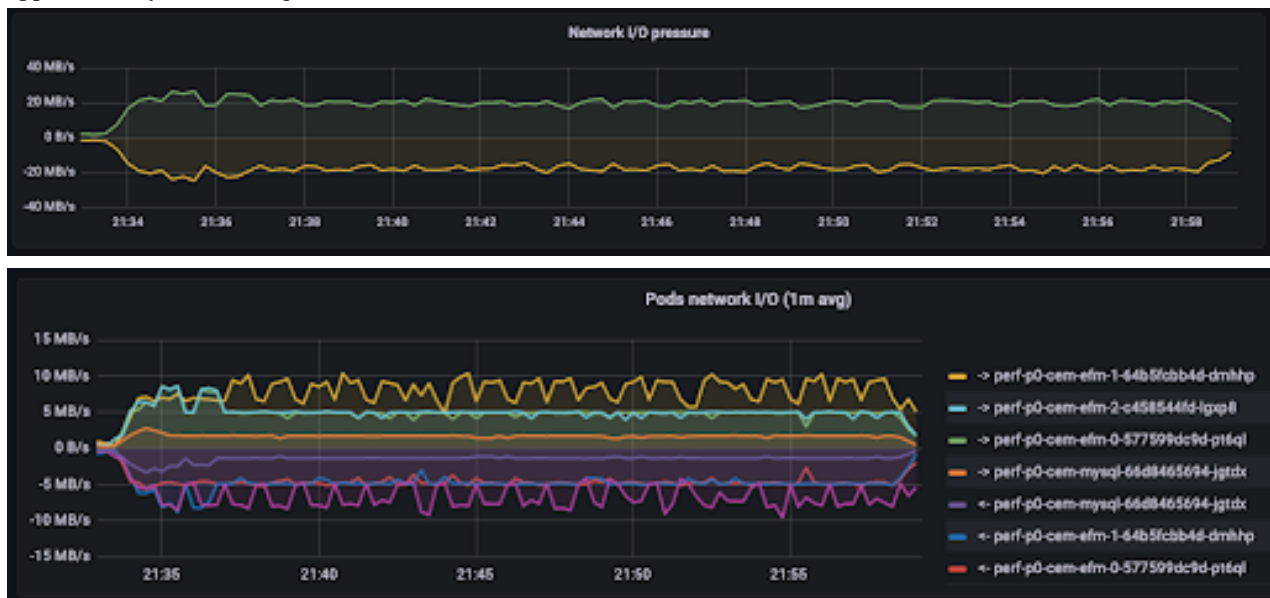 Network I/O pressure
40 MB/s
20 MB/s
0 B/s
-20 MB/s
-40 MB/s
21:34 21:36 21:38 21:40 21:42 21:44 21:46 21:48 21:50 21:52 21:54 21:56 21:58
Pods network I/O (1m avg)
15 MB/s
10 MB/s
5 MB/s
0 B/s
-5 MB/s
-10 MB/s
-15 MB/s
21:35 21:40 21:45 21:50 21:55
-> perf-p0-cem-efm-1-64b5fcbb4d-dmhhp
-> perf-p0-cem-efm-2-c458544fd-lgxp8
-> perf-p0-cem-efm-0-577599dc9d-pt6ql
-> perf-p0-cem-mysql-66d8465694-jgtdx
<- perf-p0-cem-mysql-66d8465694-jgtdx
<- perf-p0-cem-efm-1-64b5fcbb4d-dmhhp
<- perf-p0-cem-efm-0-577599dc9d-pt6ql